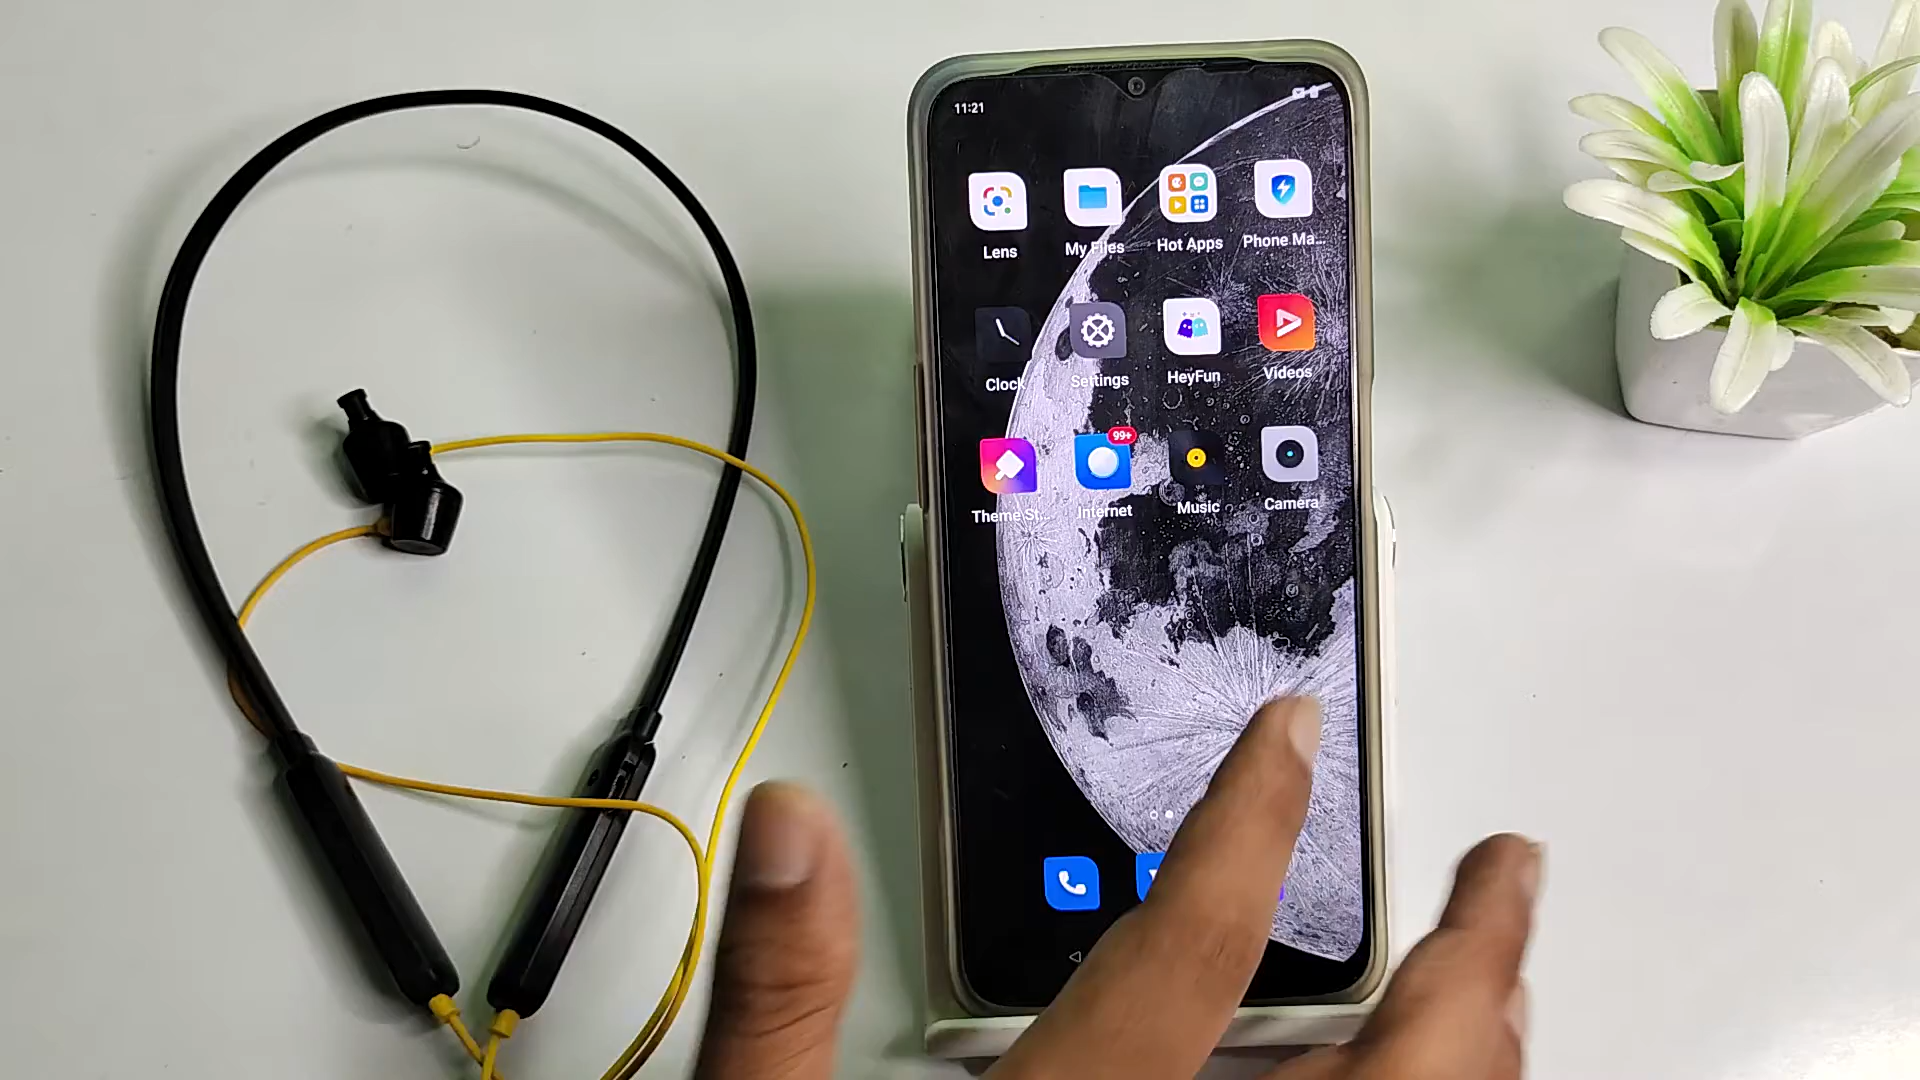 11:21
Lens My Files Hot Apps Phone Ma...
Clock Settings HeyFun Videos
99+
Theme St... Internet Music Camera